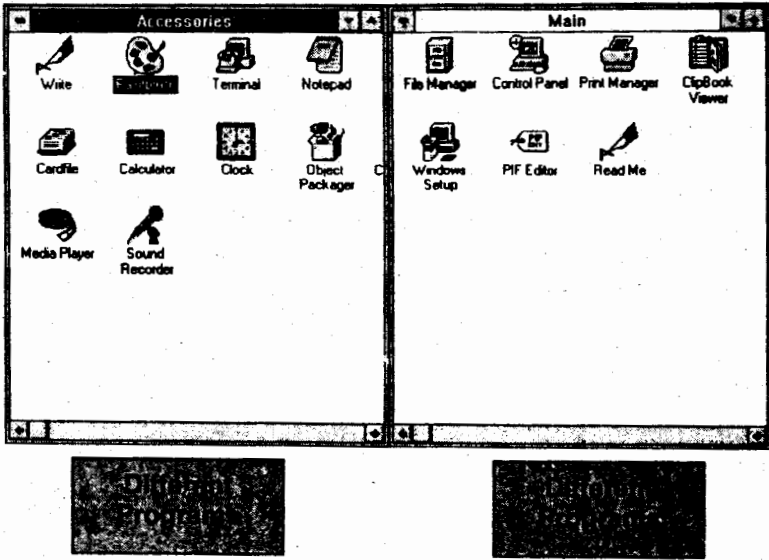 Accessories
Write
Terminal
Notepad
Cardfile
Calculator
Clock
Object
Packager
C
Media Player
Sound
Recorder
Main
File Manager
Control Panel
Print Manager
ClipBook
Viewer
Windows
Setup
PIF Editor
Read Me
Program